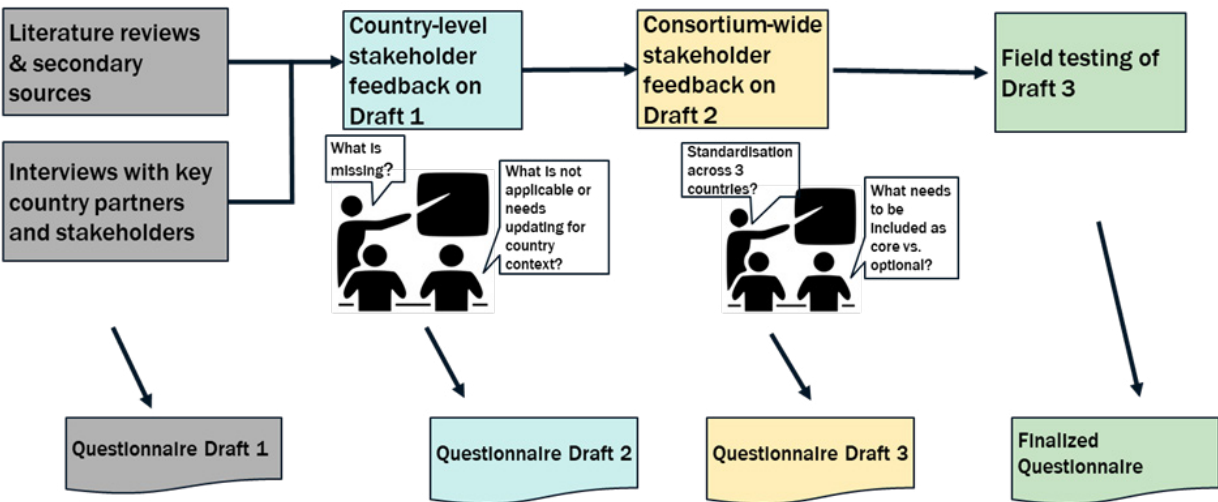 Literature reviews
& secondary
sources
Interviews with key
country partners
and stakeholders
Country-level
stakeholder
feedback on
Draft 1
Consortium-wide
stakeholder
feedback on
Draft 2
Field testing of
Draft 3
What is
missing?
What is not
applicable or
needs
updating for
country
context?
Standardisation
across 3
countries?
What needs
to be
included as
core vs.
optional?
Questionnaire Draft 1
Questionnaire Draft 2
Questionnaire Draft 3
Finalized
Questionnaire